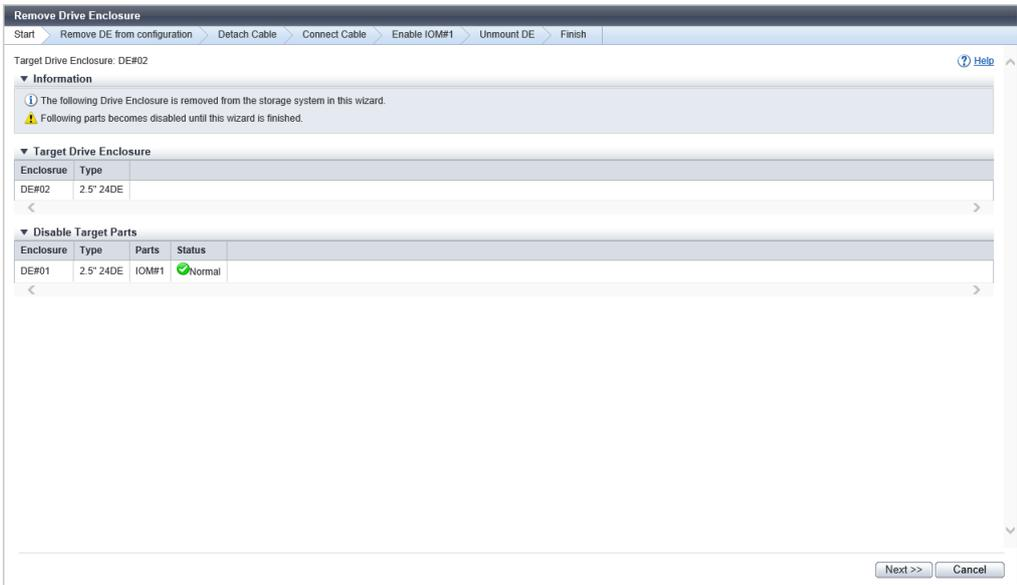 Remove Drive Enclosure
Start Remove DE from configuration Detach Cable Connect Cable Enable IOM#1 Unmount DE Finish
Target Drive Enclosure: DE#02 Help
Information
The following Drive Enclosure is removed from the storage system in this wizard.
Following parts becomes disabled until this wizard is finished.
Target Drive Enclosure
Enclosrue Type
DE#02 2.5" 24DE
Disable Target Parts
Enclosure Type Parts Status
DE#01 2.5" 24DE IOM#1 Normal
Next >> Cancel